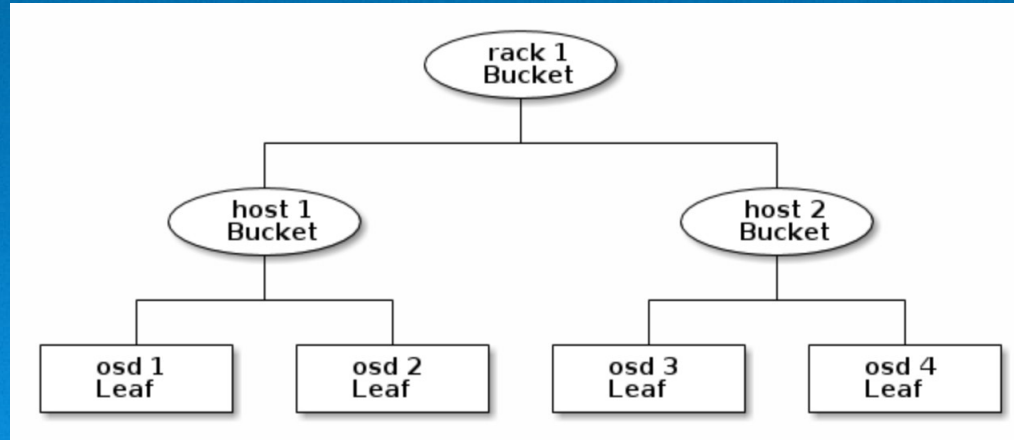 rack 1
Bucket
host 1
Bucket
host 2
Bucket
osd 1
Leaf
osd 2
Leaf
osd 3
Leaf
osd 4
Leaf